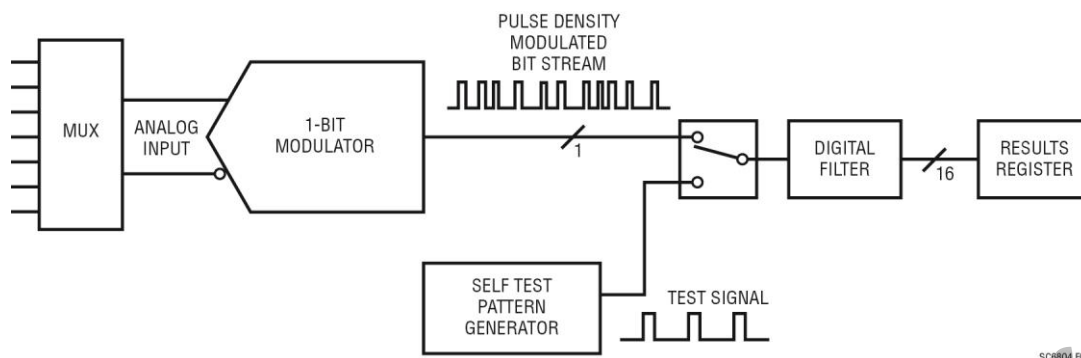 PULSE DENSITY
MODULATED
BIT STREAM
MUX
ANALOG
INPUT
1-BIT
MODULATOR
1
DIGITAL
FILTER
16
RESULTS
REGISTER
SELF TEST
PATTERN
GENERATOR
TEST SIGNAL